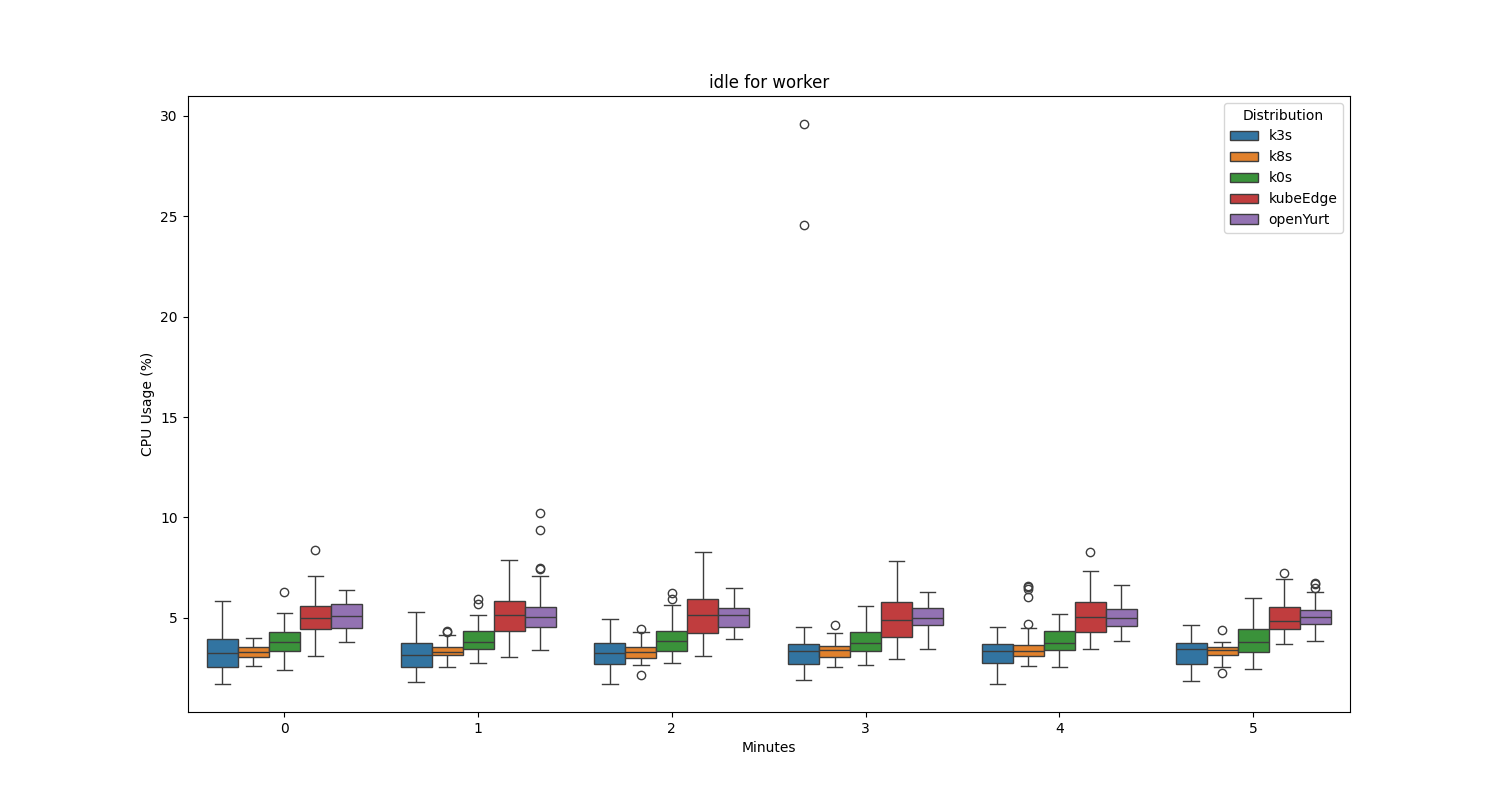 idle for worker
30
25
20
15
10
5
CPU Usage (%)
0 1 2 3 4 5
Minutes
Distribution
k3s
k8s
k0s
kubeEdge
openYurt